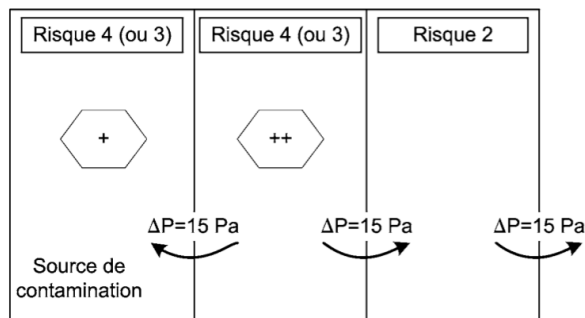 Risque 4 (ou 3)
Risque 4 (ou 3)
Risque 2
+
++
ΔP=15 Pa
ΔP=15 Pa
ΔP=15 Pa
Source de
contamination